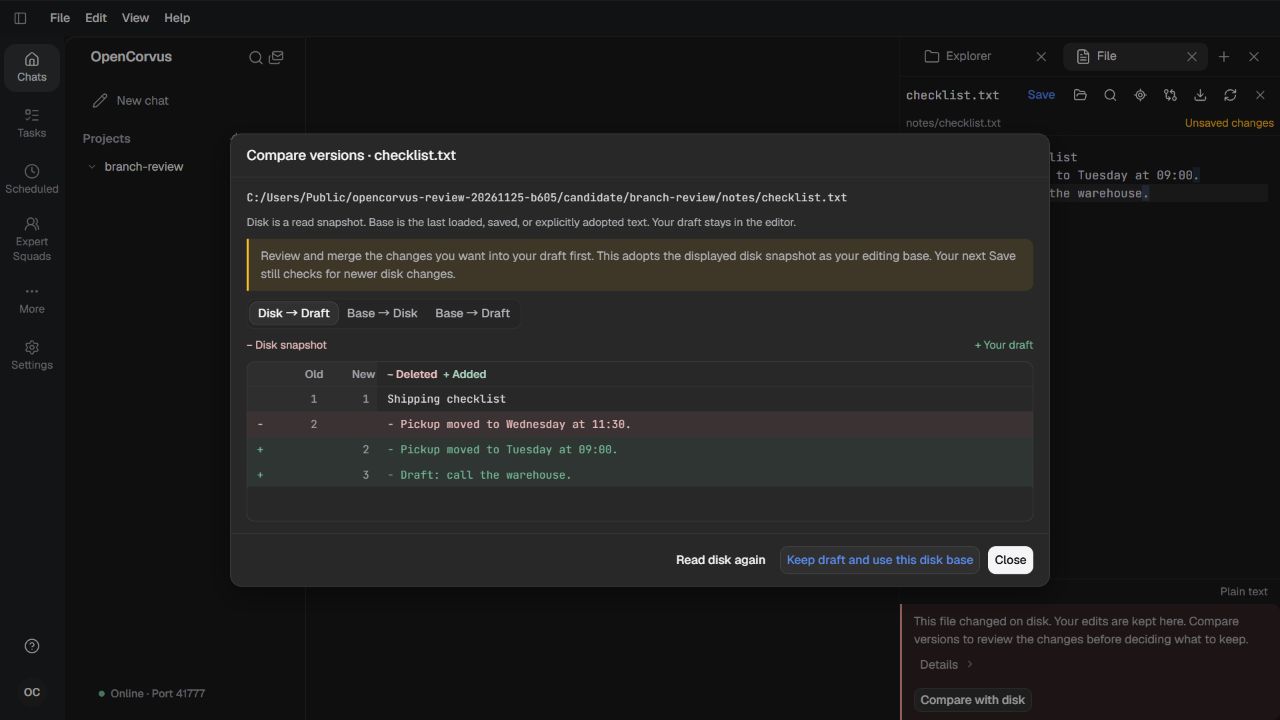 File Edit View Help
Chats
Tasks
Scheduled
Expert
Squads
More
Settings
OC
OpenCorvus
New chat
Projects
branch-review
Online · Port 41777
Explorer
File
checklist.txt Save
notes/checklist.txt Unsaved changes
list
to Tuesday at 09:00.
the warehouse.
Compare versions · checklist.txt
C:/Users/Public/opencorvus-review-20261125-b605/candidate/branch-review/notes/checklist.txt
Disk is a read snapshot. Base is the last loaded, saved, or explicitly adopted text. Your draft stays in the editor.
Review and merge the changes you want into your draft first. This adopts the displayed disk snapshot as your editing base. Your next Save
still checks for newer disk changes.
Disk → Draft Base → Disk Base → Draft
– Disk snapshot + Your draft
Old New – Deleted + Added
1 1 Shipping checklist
- 2 - Pickup moved to Wednesday at 11:30.
+ 2 - Pickup moved to Tuesday at 09:00.
+ 3 - Draft: call the warehouse.
Read disk again Keep draft and use this disk base Close
Plain text
This file changed on disk. Your edits are kept here. Compare
versions to review the changes before deciding what to keep.
Details
Compare with disk